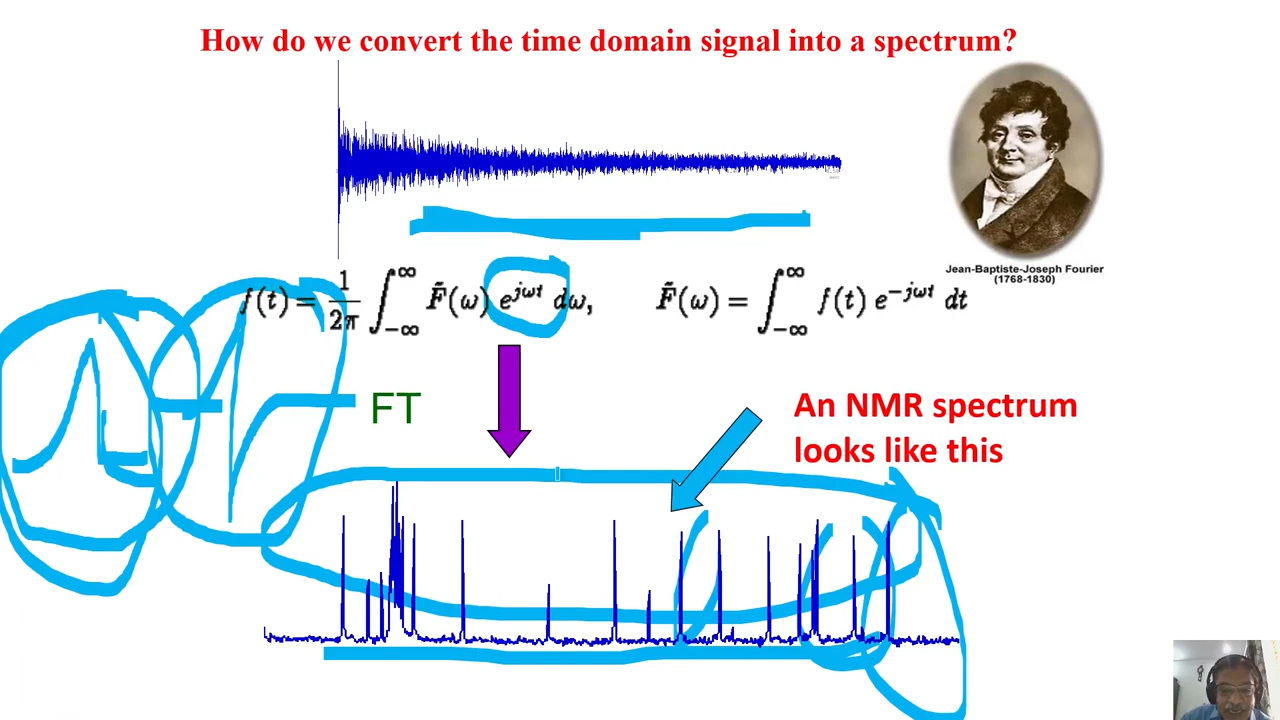 How do we convert the time domain signal into a spectrum?
Jean-Baptiste-Joseph Fourier
(1768-1830)
f(t) = \frac{1}{2π} ∫_{-∞}^{∞} F̃(ω) e^{jωt} dω,    F̃(ω) = ∫_{-∞}^{∞} f(t) e^{-jωt} dt
FT
An NMR spectrum
looks like this